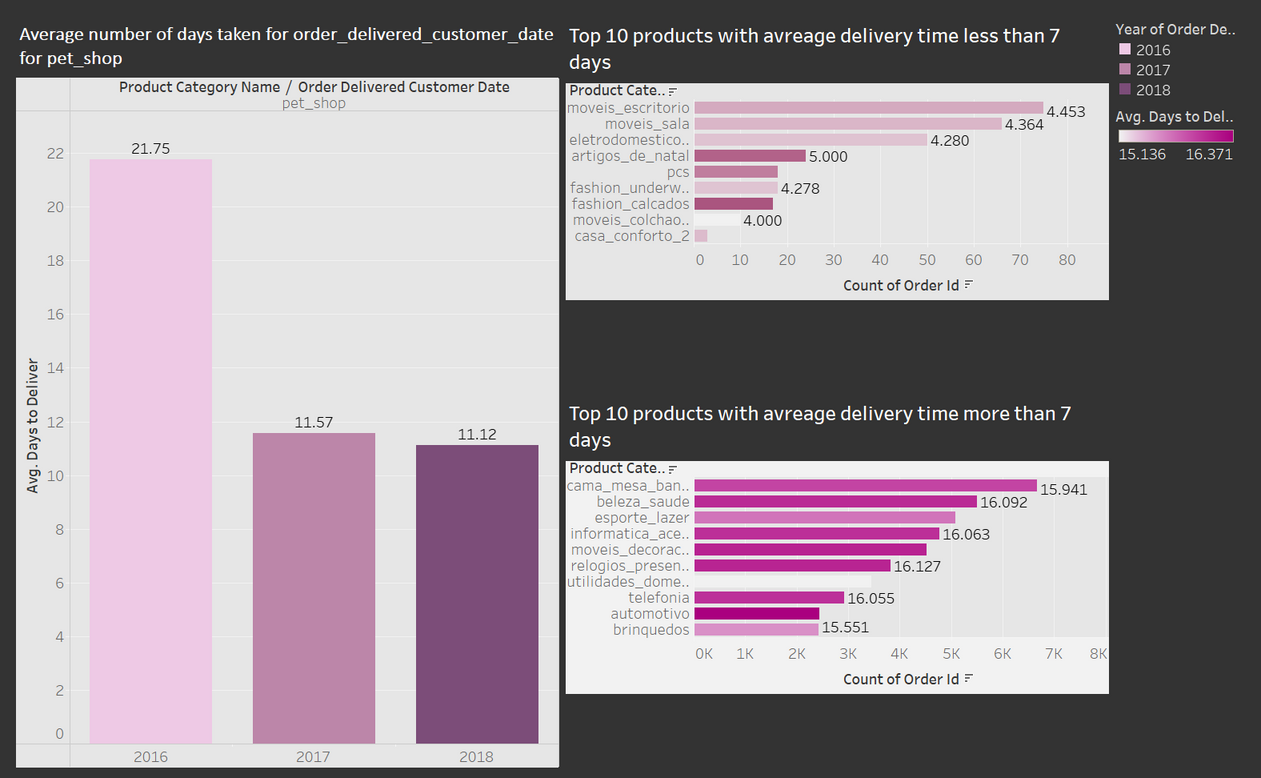 Average number of days taken for order_delivered_customer_date
for pet_shop
Product Category Name / Order Delivered Customer Date
pet_shop
Avg. Days to Deliver
22
20
18
16
14
12
10
8
6
4
2
0
21.75
11.57
11.12
2016
2017
2018
Top 10 products with avreage delivery time less than 7
days
Product Cate..
moveis_escritorio 4.453
moveis_sala 4.364
eletrodomestico.. 4.280
artigos_de_natal 5.000
pcs
fashion_underw.. 4.278
fashion_calcados
moveis_colchao.. 4.000
casa_conforto_2
0 10 20 30 40 50 60 70 80
Count of Order Id
Top 10 products with avreage delivery time more than 7
days
Product Cate..
cama_mesa_ban.. 15.941
beleza_saude 16.092
esporte_lazer
informatica_ace.. 16.063
moveis_decorac..
relogios_presen.. 16.127
utilidades_dome..
telefonia 16.055
automotivo
brinquedos 15.551
0K 1K 2K 3K 4K 5K 6K 7K 8K
Count of Order Id
Year of Order De..
2016
2017
2018
Avg. Days to Del..
15.136 16.371